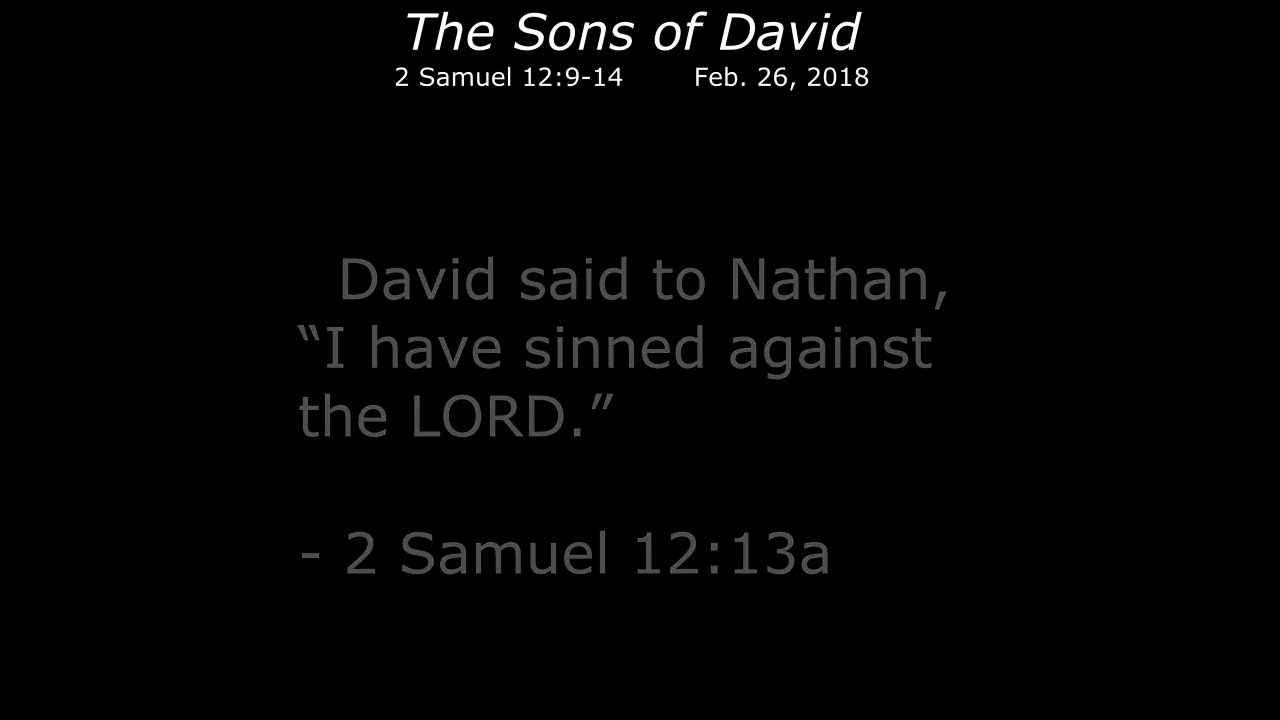 The Sons of David
2 Samuel 12:9-14 Feb. 26, 2018
David said to Nathan,
“I have sinned against
the LORD.”
- 2 Samuel 12:13a